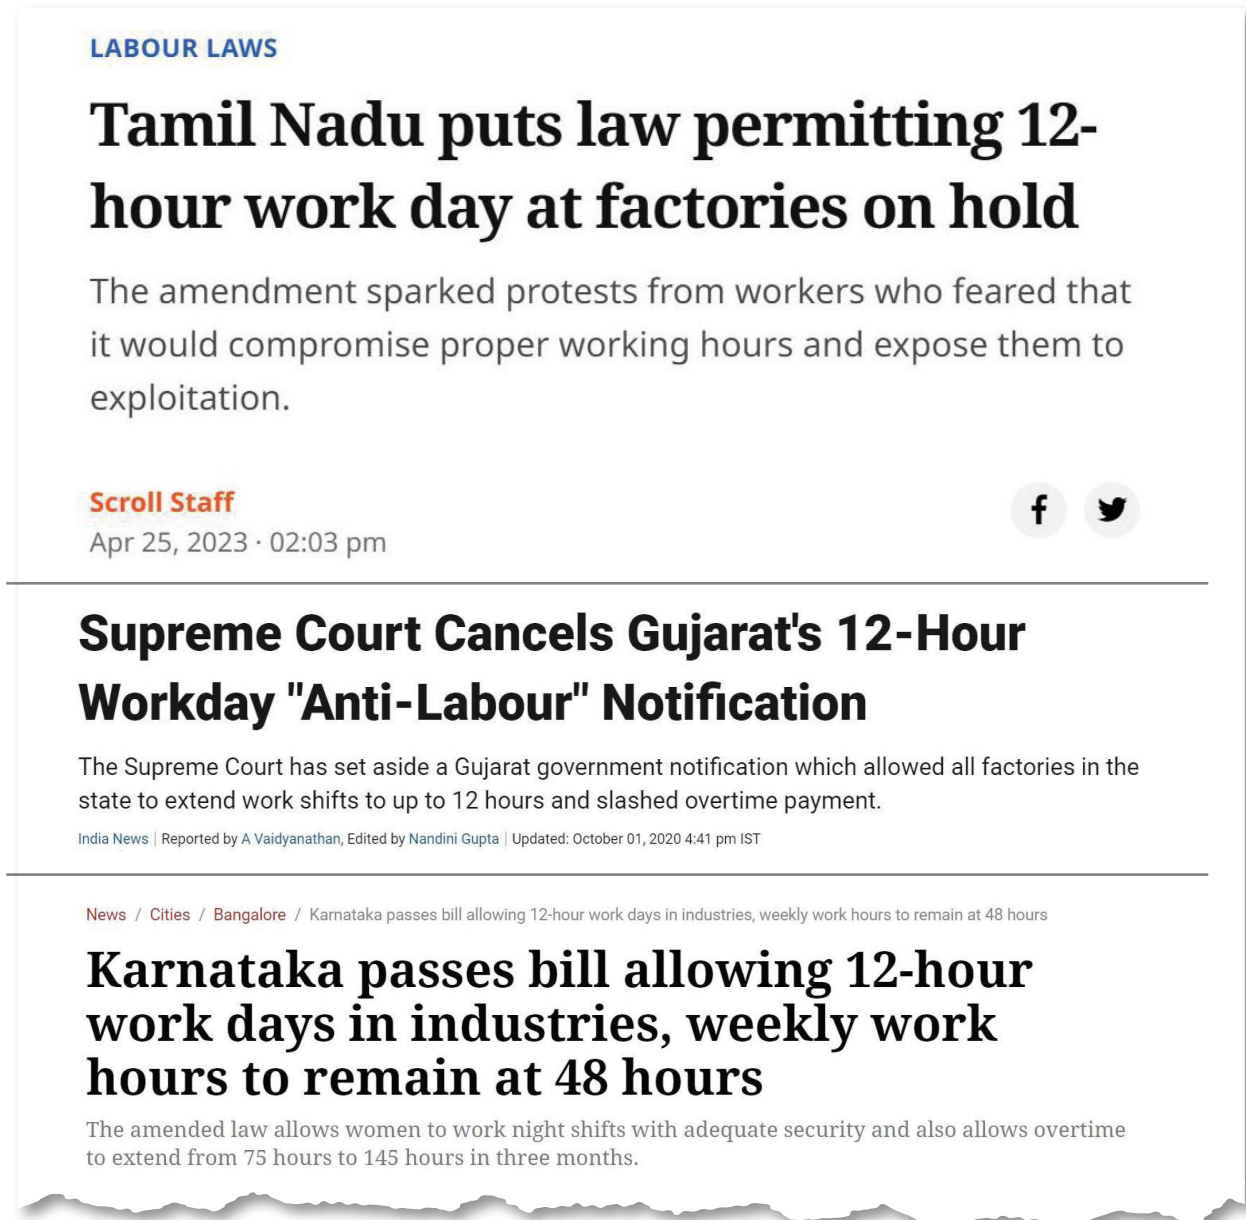 LABOUR LAWS
Tamil Nadu puts law permitting 12-
hour work day at factories on hold
The amendment sparked protests from workers who feared that
it would compromise proper working hours and expose them to
exploitation.
Scroll Staff
Apr 25, 2023 · 02:03 pm
Supreme Court Cancels Gujarat's 12-Hour
Workday "Anti-Labour" Notification
The Supreme Court has set aside a Gujarat government notification which allowed all factories in the
state to extend work shifts to up to 12 hours and slashed overtime payment.
India News | Reported by A Vaidyanathan, Edited by Nandini Gupta | Updated: October 01, 2020 4:41 pm IST
News / Cities / Bangalore / Karnataka passes bill allowing 12-hour work days in industries, weekly work hours to remain at 48 hours
Karnataka passes bill allowing 12-hour
work days in industries, weekly work
hours to remain at 48 hours
The amended law allows women to work night shifts with adequate security and also allows overtime
to extend from 75 hours to 145 hours in three months.